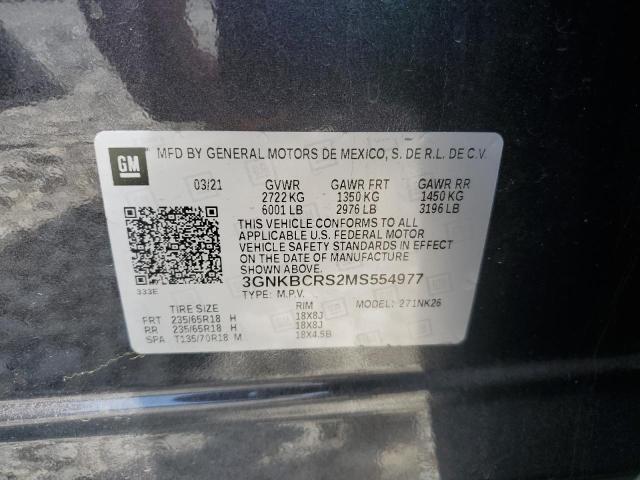 GM
MFD BY GENERAL MOTORS DE MEXICO, S. DE R.L. DE C.V.
03/21 GVWR GAWR FRT GAWR RR
2722 KG 1350 KG 1450 KG
6001 LB 2976 LB 3196 LB
THIS VEHICLE CONFORMS TO ALL
APPLICABLE U.S. FEDERAL MOTOR
VEHICLE SAFETY STANDARDS IN EFFECT
ON THE DATE OF MANUFACTURE
SHOWN ABOVE.
3GNKBCRS2MS554977
333E TYPE: M.P.V. MODEL: 271NK26
TIRE SIZE RIM
FRT 235/65R18 H 18X8J
RR 235/65R18 H 18X8J
SPA T135/70R18 M 18X4.5B